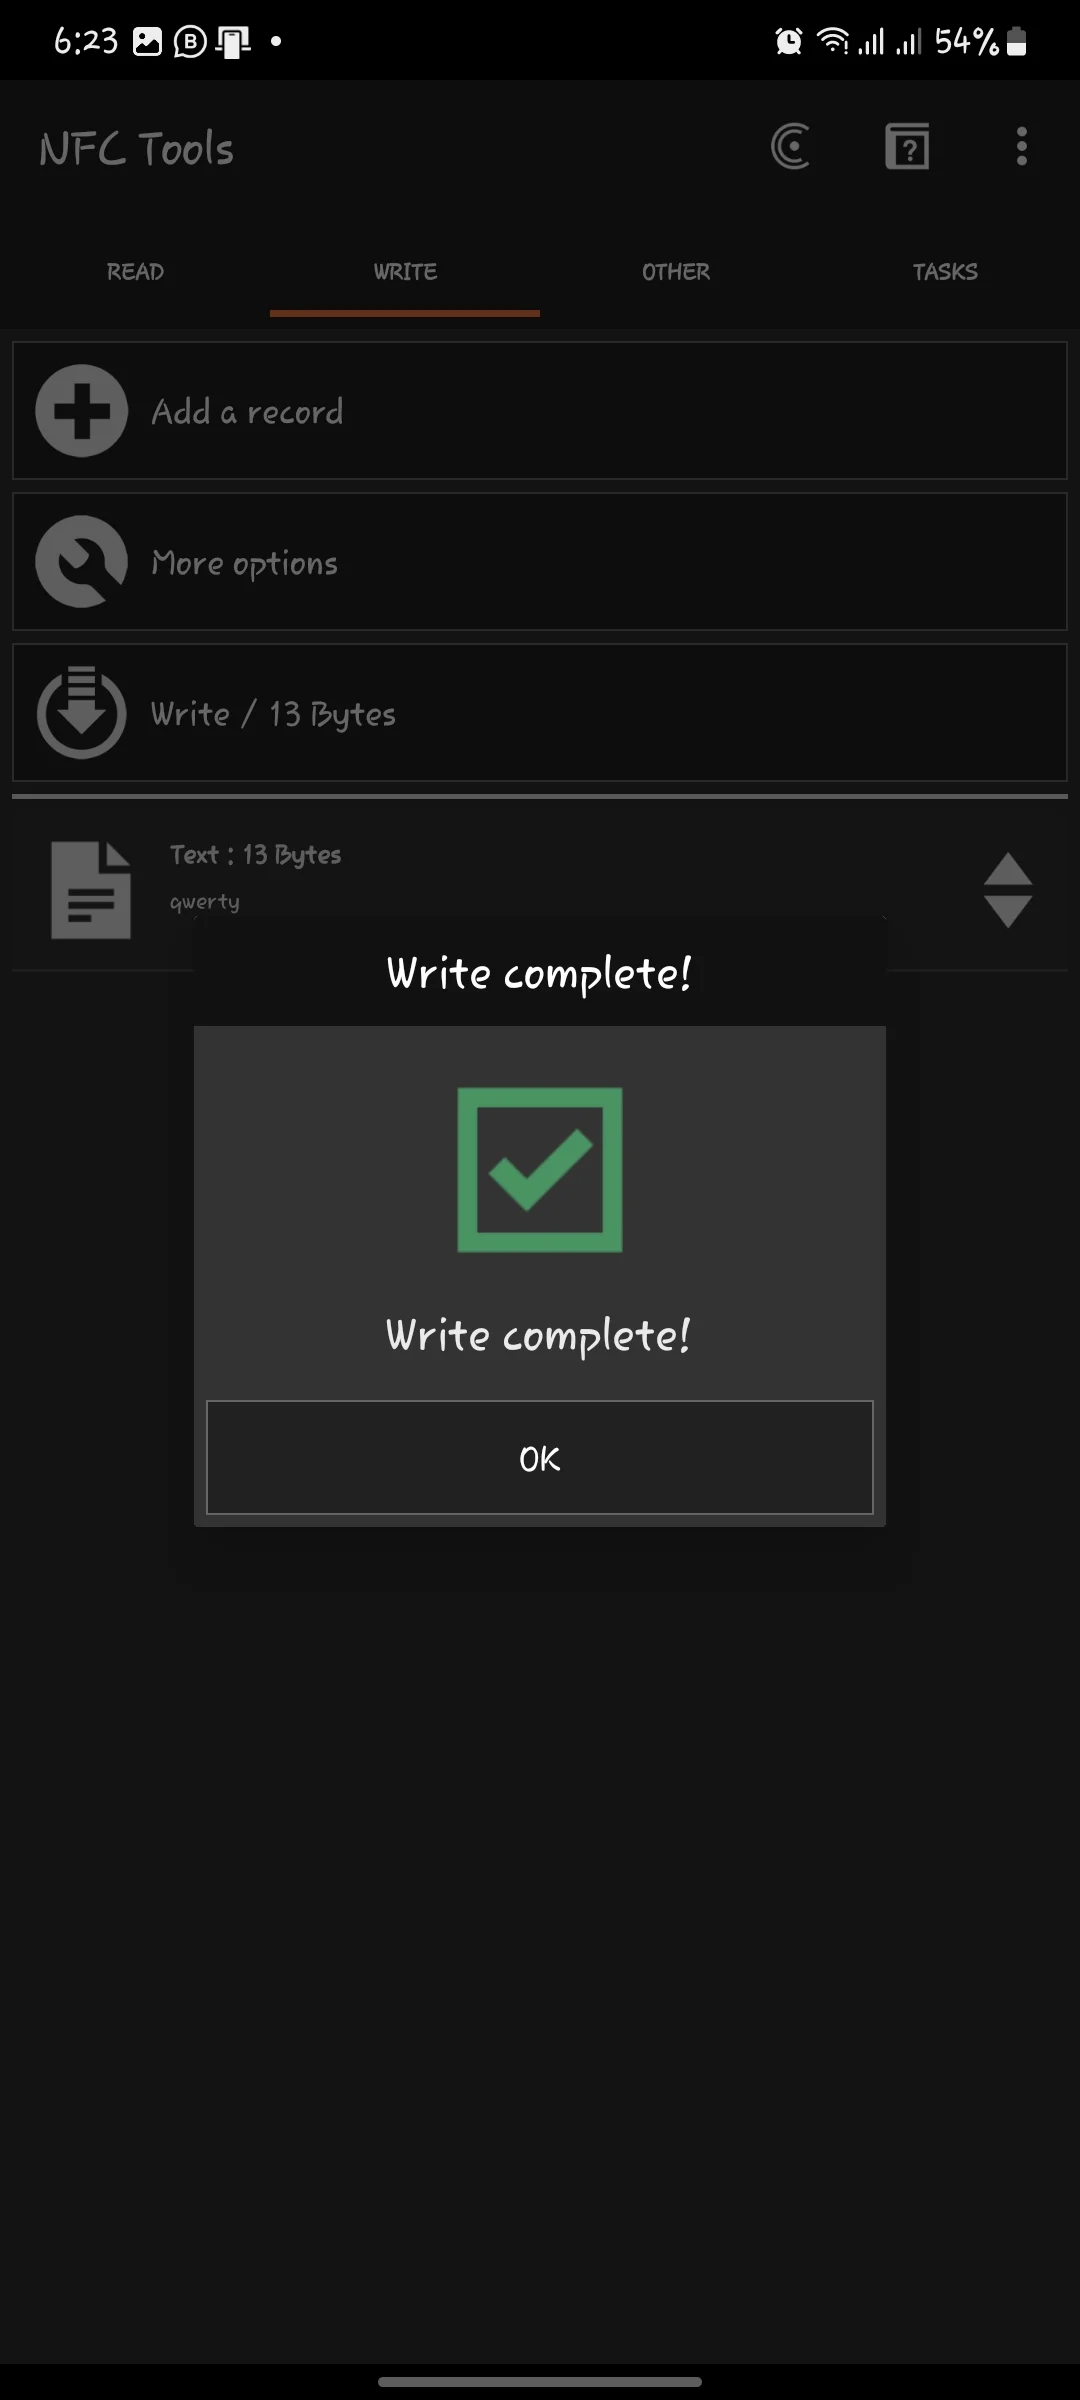 6:23 B 54%
NFC Tools
READ WRITE OTHER TASKS
Add a record
More options
Write / 13 Bytes
Text : 13 Bytes
qwerty
Write complete!
Write complete!
OK